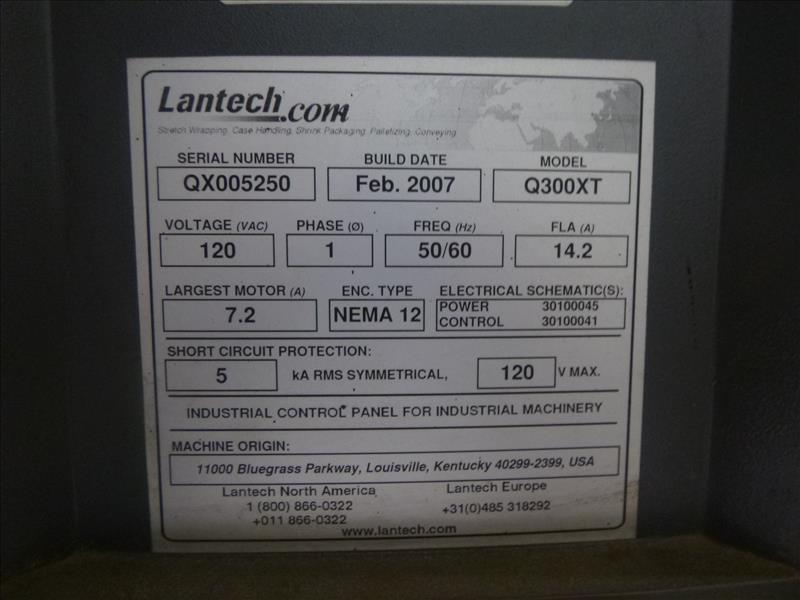 Lantech.com
Stretch Wrapping, Case Handling, Shrink Packaging, Palletizing, Conveying
SERIAL NUMBER BUILD DATE MODEL
QX005250 Feb. 2007 Q300XT
VOLTAGE (VAC) PHASE (Ø) FREQ (Hz) FLA (A)
120 1 50/60 14.2
LARGEST MOTOR (A) ENC. TYPE ELECTRICAL SCHEMATIC(S):
7.2 NEMA 12 POWER 30100045
CONTROL 30100041
SHORT CIRCUIT PROTECTION:
5 kA RMS SYMMETRICAL, 120 V MAX.
INDUSTRIAL CONTROL PANEL FOR INDUSTRIAL MACHINERY
MACHINE ORIGIN:
11000 Bluegrass Parkway, Louisville, Kentucky 40299-2399, USA
Lantech North America Lantech Europe
1 (800) 866-0322 +31(0)485 318292
+011 866-0322
www.lantech.com